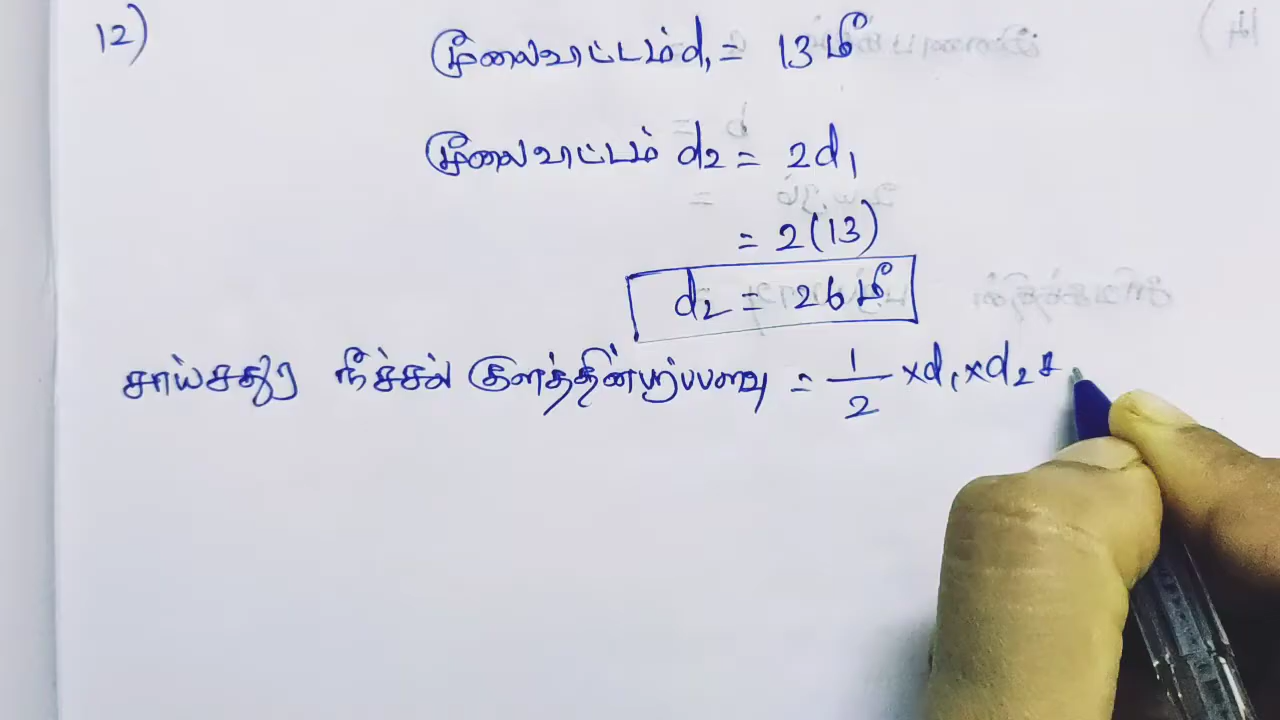 12)
மூலைவிட்டம் d₁ = 13 மீ
மூலைவிட்டம் d₂ = 2d₁
= 2(13)
d₂ = 26 மீ
சாய்சதுர நீச்சல் குளத்தின் பரப்பளவு = 1/2 × d₁ × d₂ ச